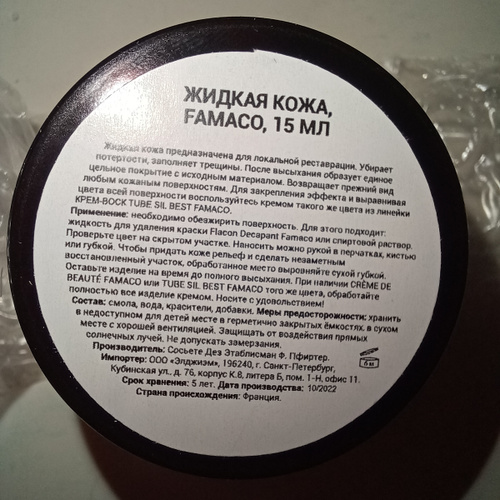 ЖИДКАЯ КОЖА,
FAMACO, 15 МЛ
Жидкая кожа предназначена для локальной реставрации. Убирает
потертости, заполняет трещины. После высыхания образует единое
цельное покрытие с исходным материалом. Возвращает прежний вид
любым кожаным поверхностям. Для закрепления эффекта и выравнивая
цвета всей поверхности воспользуйтесь кремом такого же цвета из линейки
КРЕМ-ВОСК TUBE SIL BEST FAMACO.
Применение: необходимо обезжирить поверхность. Для этого подходит:
жидкость для удаления краски Flacon Decapant Famaco или спиртовой раствор.
Проверьте цвет на скрытом участке. Наносить можно рукой в перчатках, кистью
или губкой. Чтобы придать коже рельеф и сделать незаметным
восстановленный участок, обработанное место выровняйте сухой губкой.
Оставьте изделие на время до полного высыхания. При наличии CRÈME DE
BEAUTÉ FAMACO или TUBE SIL BEST FAMACO того же цвета, обработайте
полностью все изделие кремом. Носите с удовольствием!
Состав: смола, вода, красители, добавки. Меры предосторожности: хранить
в недоступном для детей месте в герметично закрытых ёмкостях, в сухом
месте с хорошей вентиляцией. Защищать от воздействия прямых
солнечных лучей. Не допускать замерзания.
Производитель: Сосьете Дез Этаблисман Ф. Пфиртер.
Импортер: ООО «Элджиэм», 196240, г. Санкт-Петербург,
Кубинская ул., д. 76, корпус К.8, литера Б, пом. 1-Н, офис 11.
6 м
Срок хранения: 5 лет. Дата производства: 10/2022
Страна происхождения: Франция.